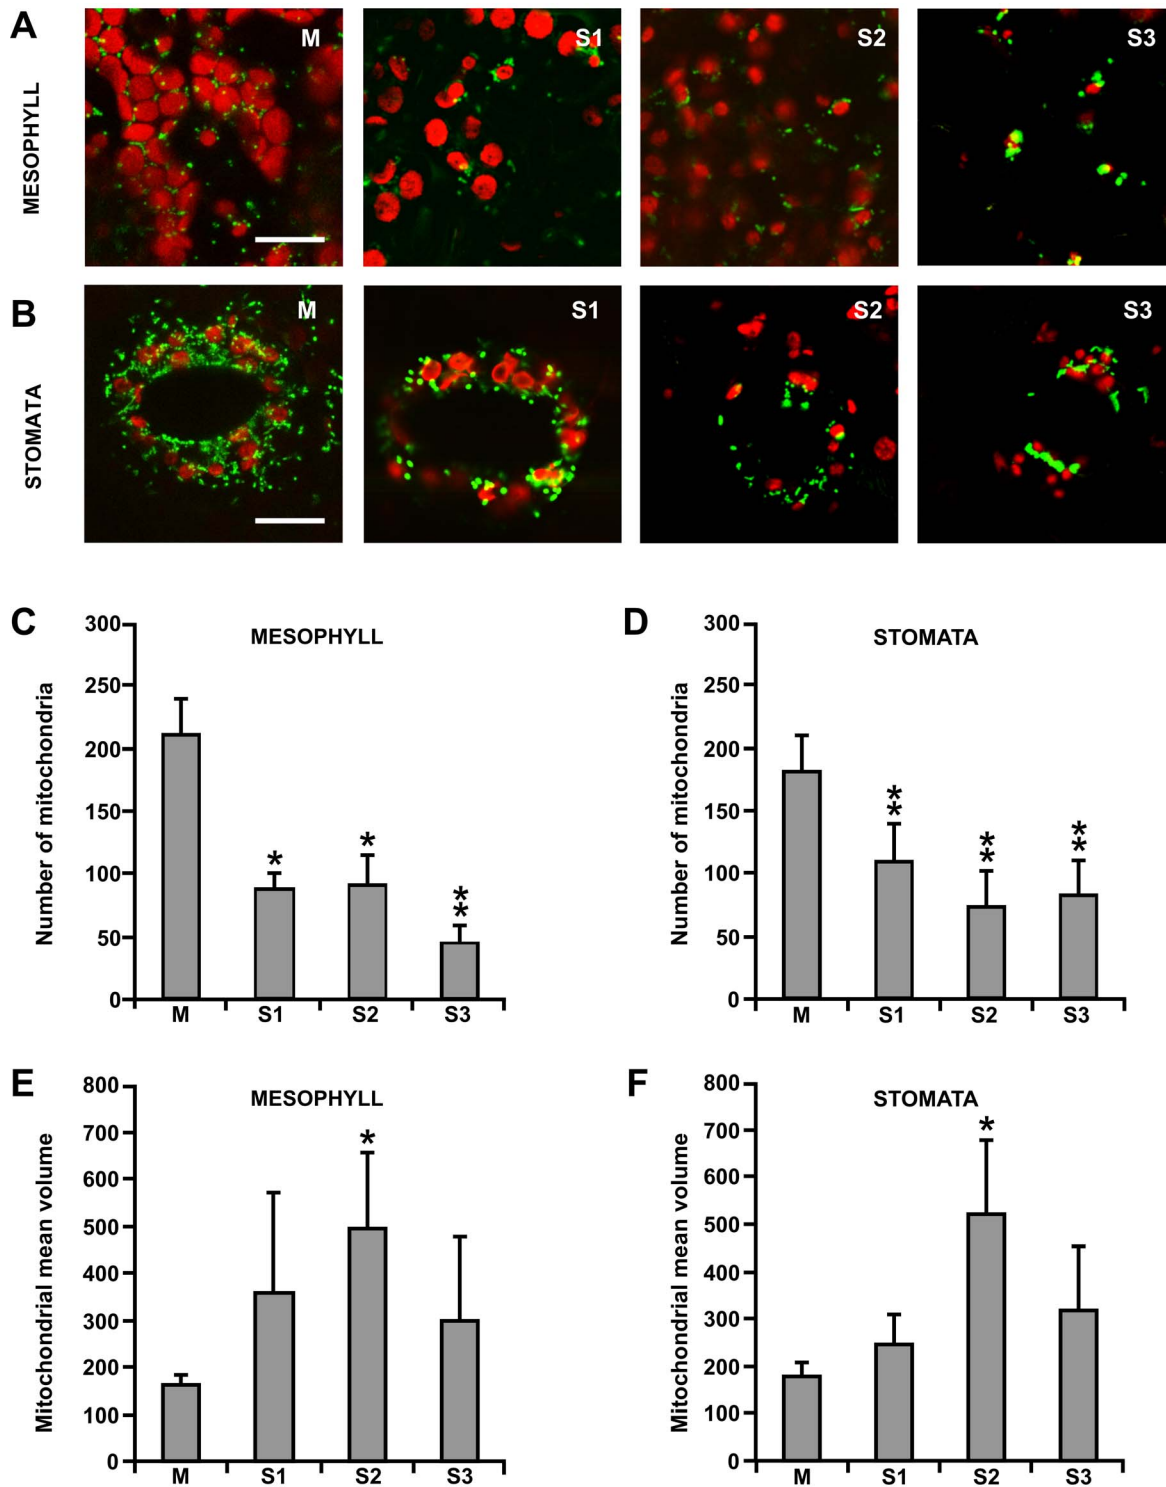 A
MESOPHYLL
M
S1
S2
S3
B
STOMATA
M
S1
S2
S3
C
MESOPHYLL
Number of mitochondria
300
250
200
150
100
50
0
*
*
**
M
S1
S2
S3
D
STOMATA
Number of mitochondria
300
250
200
150
100
50
0
**
**
**
M
S1
S2
S3
E
MESOPHYLL
Mitochondrial mean volume
800
700
600
500
400
300
200
100
0
*
M
S1
S2
S3
F
STOMATA
Mitochondrial mean volume
800
700
600
500
400
300
200
100
0
*
M
S1
S2
S3